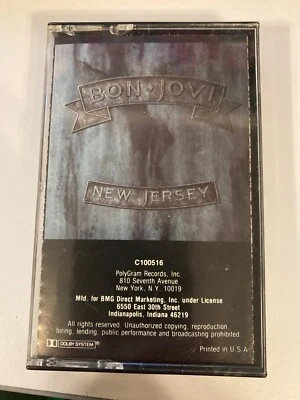 BON•JOVI
NEW JERSEY
C100516
PolyGram Records, Inc.
810 Seventh Avenue
New York, N.Y. 10019
Mfd. for BMG Direct Marketing, Inc. under License
6550 East 30th Street
Indianapolis, Indiana 46219
All rights reserved. Unauthorized copying, reproduction,
hiring, lending, public performance and broadcasting prohibited.
DOLBY SYSTEM
Printed in U.S.A.